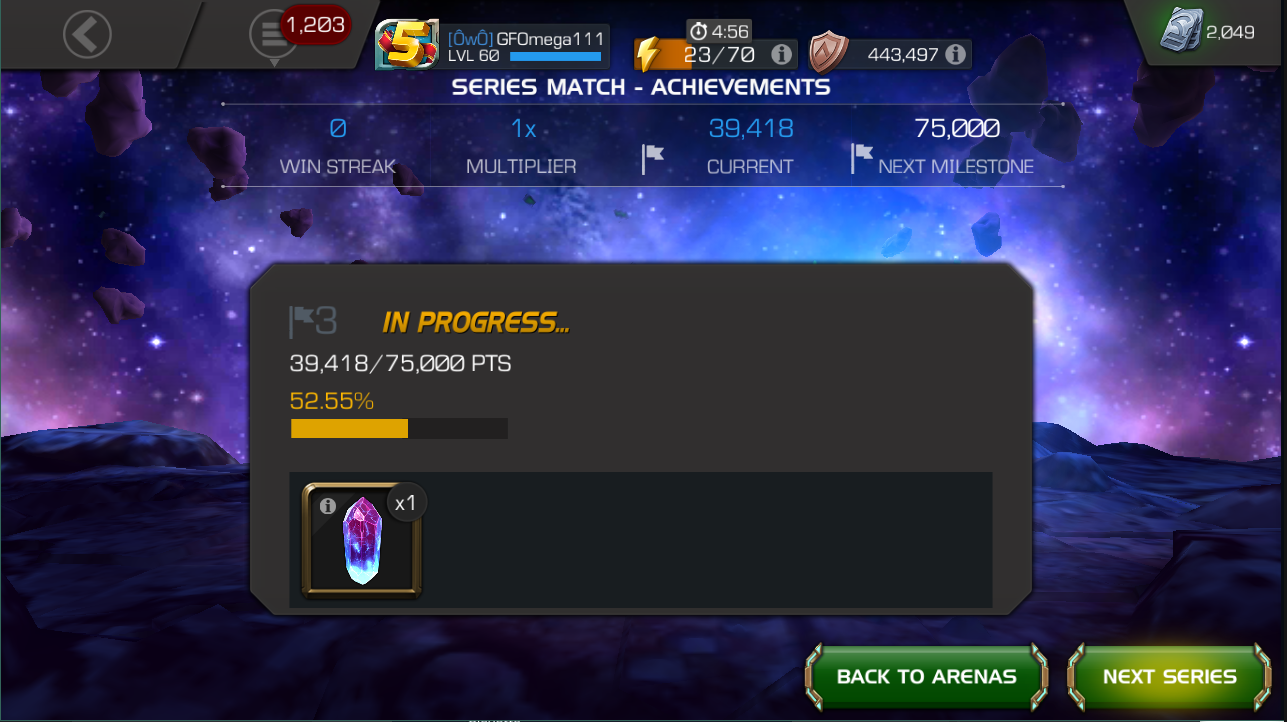 1,203
5
[ÔwÔ] GFOmega111
LVL 60
4:56
23/70
443,497
2,049
SERIES MATCH - ACHIEVEMENTS
0 1x 39,418 75,000
WIN STREAK MULTIPLIER CURRENT NEXT MILESTONE
3 IN PROGRESS...
39,418/75,000 PTS
52.55%
x1
BACK TO ARENAS
NEXT SERIES